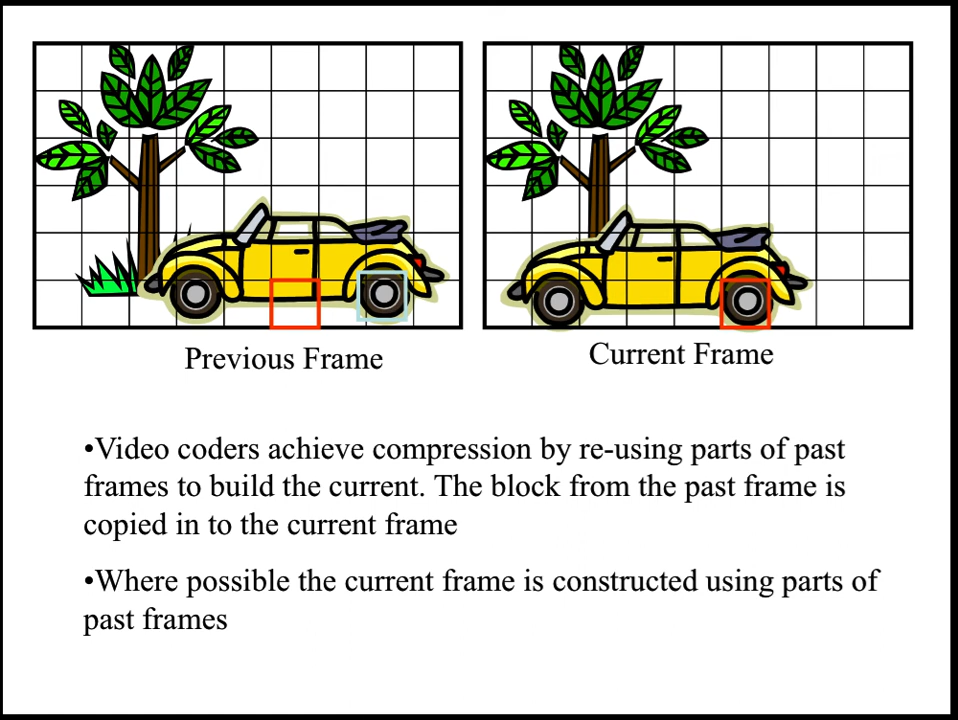 Previous Frame
Current Frame
•Video coders achieve compression by re-using parts of past
frames to build the current. The block from the past frame is
copied in to the current frame
•Where possible the current frame is constructed using parts of
past frames